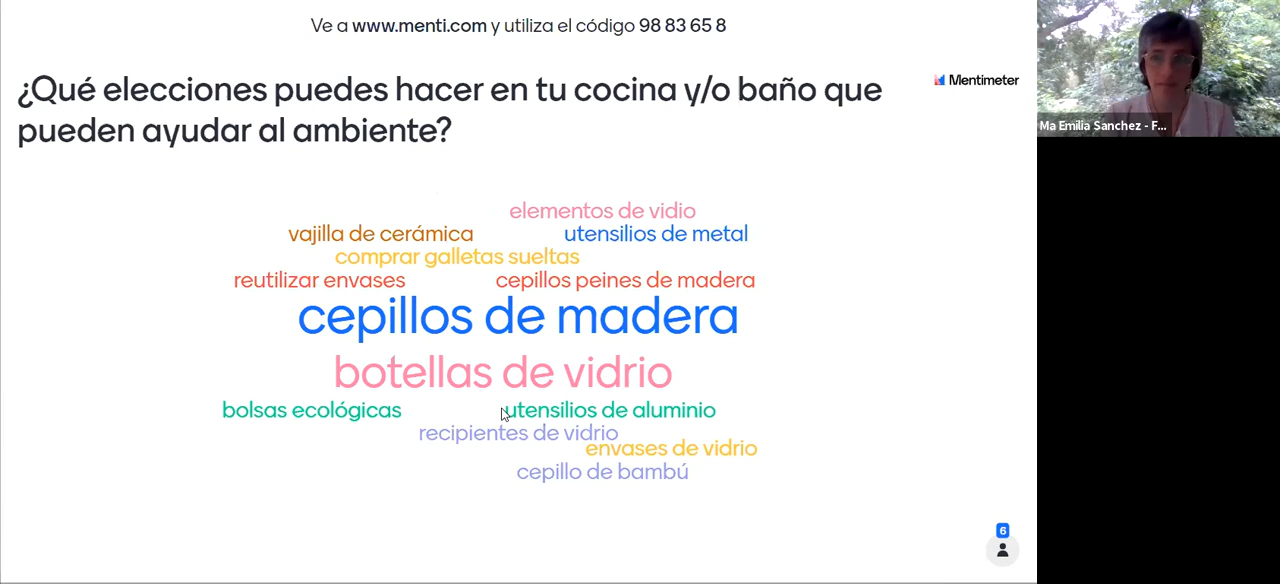 Ve a www.menti.com y utiliza el código 98 83 65 8
Mentimeter
¿Qué elecciones puedes hacer en tu cocina y/o baño que
pueden ayudar al ambiente?
Ma Emilia Sanchez - F...
elementos de vidio
vajilla de cerámica
utensilios de metal
comprar galletas sueltas
reutilizar envases
cepillos peines de madera
cepillos de madera
botellas de vidrio
bolsas ecológicas
utensilios de aluminio
recipientes de vidrio
envases de vidrio
cepillo de bambú
6